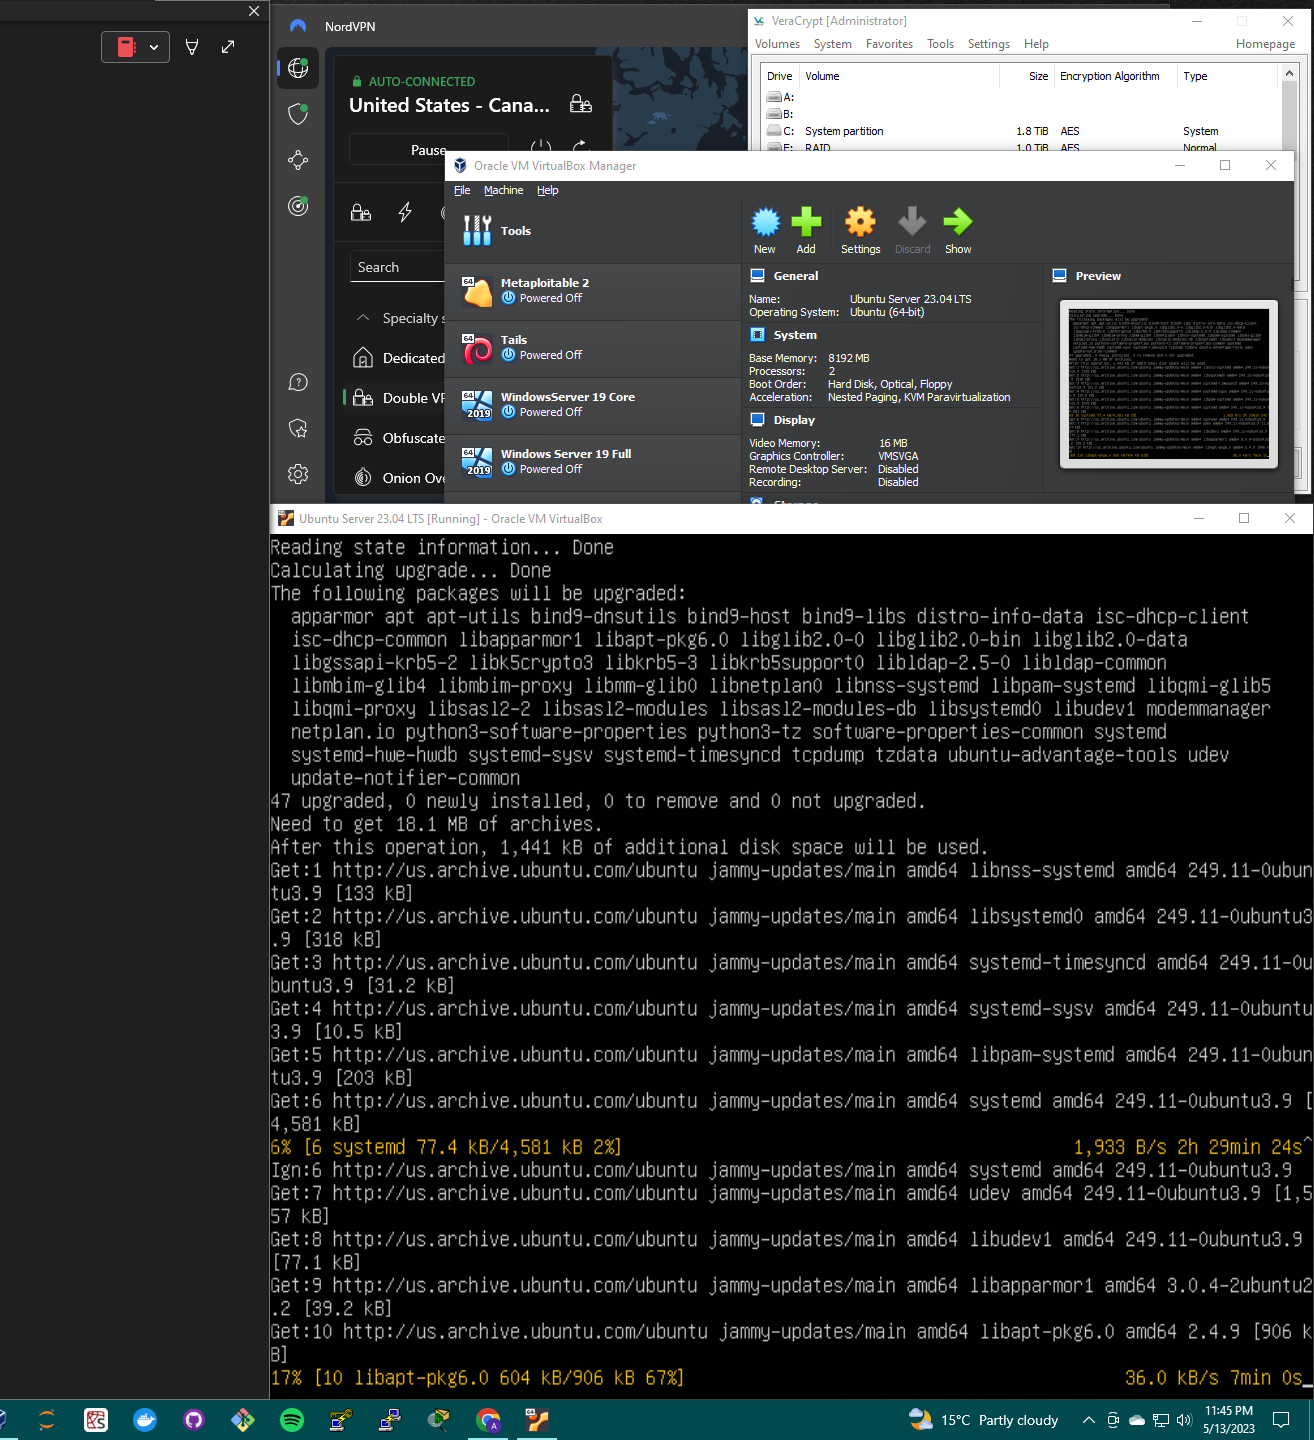 NordVPN
AUTO-CONNECTED
United States - Cana...
Pause
Search
Specialty s
Dedicated
Double VP
Obfuscate
Onion Ove
VeraCrypt [Administrator]
Volumes System Favorites Tools Settings Help Homepage
Drive Volume Size Encryption Algorithm Type
A:
B:
C: System partition 1.8 TiB AES System
E: RAID 1.0 TiB AES Normal
Oracle VM VirtualBox Manager
File Machine Help
Tools
New Add Settings Discard Show
Metaploitable 2
Powered Off
Tails
Powered Off
WindowsServer 19 Core
Powered Off
Windows Server 19 Full
Powered Off
64
64
64
2019
64
2019
General
Name: Ubuntu Server 23.04 LTS
Operating System: Ubuntu (64-bit)
System
Base Memory: 8192 MB
Processors: 2
Boot Order: Hard Disk, Optical, Floppy
Acceleration: Nested Paging, KVM Paravirtualization
Display
Video Memory: 16 MB
Graphics Controller: VMSVGA
Remote Desktop Server: Disabled
Recording: Disabled
Storage
Preview
Ubuntu Server 23.04 LTS [Running] - Oracle VM VirtualBox
Reading state information... Done
Calculating upgrade... Done
The following packages will be upgraded:
apparmor apt apt-utils bind9-dnsutils bind9-host bind9-libs distro-info-data isc-dhcp-client
isc-dhcp-common libapparmor1 libapt-pkg6.0 libglib2.0-0 libglib2.0-bin libglib2.0-data
libgssapi-krb5-2 libk5crypto3 libkrb5-3 libkrb5support0 libldap-2.5-0 libldap-common
libmbim-glib4 libmbim-proxy libmm-glib0 libnetplan0 libnss-systemd libpam-systemd libqmi-glib5
libqmi-proxy libsasl2-2 libsasl2-modules libsasl2-modules-db libsystemd0 libudev1 modemmanager
netplan.io python3-software-properties python3-tz software-properties-common systemd
systemd-hwe-hwdb systemd-sysv systemd-timesyncd tcpdump tzdata ubuntu-advantage-tools udev
update-notifier-common
47 upgraded, 0 newly installed, 0 to remove and 0 not upgraded.
Need to get 18.1 MB of archives.
After this operation, 1,441 kB of additional disk space will be used.
Get:1 http://us.archive.ubuntu.com/ubuntu jammy-updates/main amd64 libnss-systemd amd64 249.11-0ubun
tu3.9 [133 kB]
Get:2 http://us.archive.ubuntu.com/ubuntu jammy-updates/main amd64 libsystemd0 amd64 249.11-0ubuntu3
.9 [318 kB]
Get:3 http://us.archive.ubuntu.com/ubuntu jammy-updates/main amd64 systemd-timesyncd amd64 249.11-0u
buntu3.9 [31.2 kB]
Get:4 http://us.archive.ubuntu.com/ubuntu jammy-updates/main amd64 systemd-sysv amd64 249.11-0ubuntu
3.9 [10.5 kB]
Get:5 http://us.archive.ubuntu.com/ubuntu jammy-updates/main amd64 libpam-systemd amd64 249.11-0ubun
tu3.9 [203 kB]
Get:6 http://us.archive.ubuntu.com/ubuntu jammy-updates/main amd64 systemd amd64 249.11-0ubuntu3.9 [
4,581 kB]
6% [6 systemd 77.4 kB/4,581 kB 2%] 1,933 B/s 2h 29min 24s^
Ign:6 http://us.archive.ubuntu.com/ubuntu jammy-updates/main amd64 systemd amd64 249.11-0ubuntu3.9
Get:7 http://us.archive.ubuntu.com/ubuntu jammy-updates/main amd64 udev amd64 249.11-0ubuntu3.9 [1,5
57 kB]
Get:8 http://us.archive.ubuntu.com/ubuntu jammy-updates/main amd64 libudev1 amd64 249.11-0ubuntu3.9
[77.1 kB]
Get:9 http://us.archive.ubuntu.com/ubuntu jammy-updates/main amd64 libapparmor1 amd64 3.0.4-2ubuntu2
.2 [39.2 kB]
Get:10 http://us.archive.ubuntu.com/ubuntu jammy-updates/main amd64 libapt-pkg6.0 amd64 2.4.9 [906 k
B]
17% [10 libapt-pkg6.0 604 kB/906 kB 67%] 36.0 kB/s 7min 0s_
15°C Partly cloudy
11:45 PM
5/13/2023